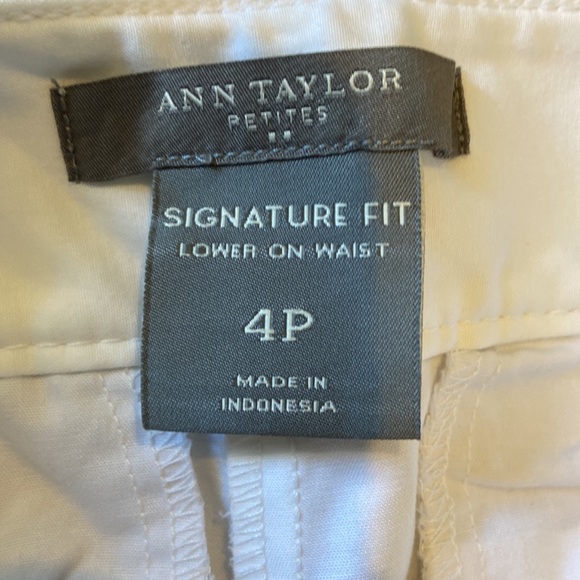 ANN TAYLOR
PETITES
SIGNATURE FIT
LOWER ON WAIST
4P
MADE IN
INDONESIA